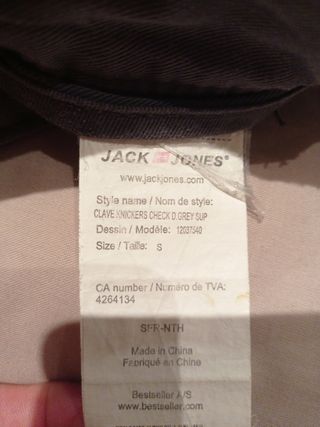 JACK JONES®
www.jackjones.com
Style name / Nom de style:
CLAVE KNICKERS CHECK D.GREY SUP
Dessin / Modèle: 12037540
Size / Taille: S
CA number / Numéro de TVA:
4264134
SFR-NTH
Made in China
Fabriqué en Chine
Bestseller A/S
www.bestseller.com